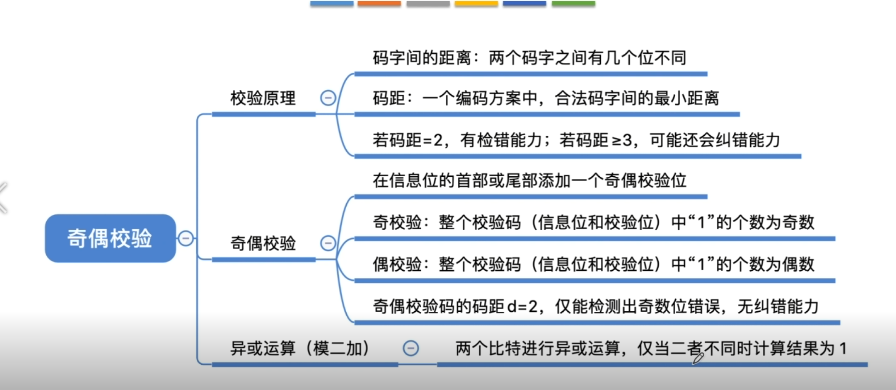 码字间的距离：两个码字之间有几个位不同
校验原理
码距：一个编码方案中，合法码字间的最小距离
若码距=2，有检错能力；若码距≥3，可能还会纠错能力
在信息位的首部或尾部添加一个奇偶校验位
奇校验：整个校验码（信息位和校验位）中“1”的个数为奇数
奇偶校验
奇偶校验
偶校验：整个校验码（信息位和校验位）中“1”的个数为偶数
奇偶校验码的码距d=2，仅能检测出奇数位错误，无纠错能力
异或运算（模二加）
两个比特进行异或运算，仅当二者不同时计算结果为1